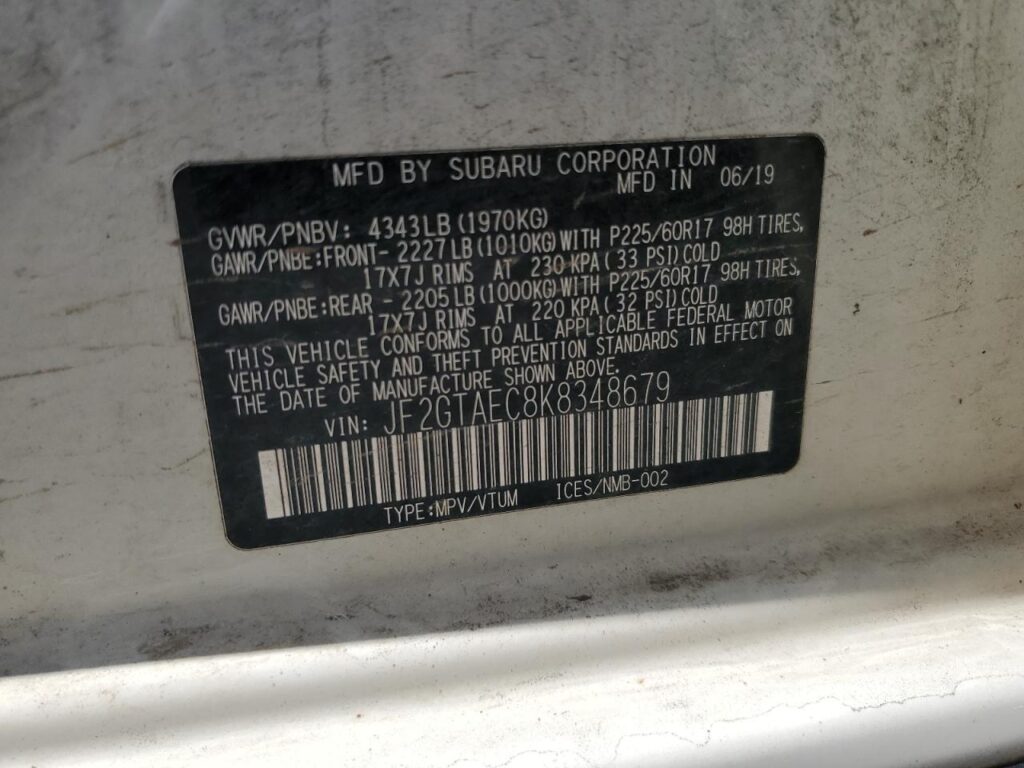 MFD BY SUBARU CORPORATION
MFD IN 06/19
GVWR/PNBV: 4343LB (1970KG)
GAWR/PNBE:FRONT- 2227LB (1010KG) WITH P225/60R17 98H TIRES,
17X7J RIMS AT 230 KPA ( 33 PSI) COLD
GAWR/PNBE:REAR - 2205LB (1000KG) WITH P225/60R17 98H TIRES,
17X7J RIMS AT 220 KPA ( 32 PSI) COLD
THIS VEHICLE CONFORMS TO ALL APPLICABLE FEDERAL MOTOR
VEHICLE SAFETY AND THEFT PREVENTION STANDARDS IN EFFECT ON
THE DATE OF MANUFACTURE SHOWN ABOVE.
VIN: JF2GTAEC8K8348679
TYPE:MPV/VTUM ICES/NMB-002